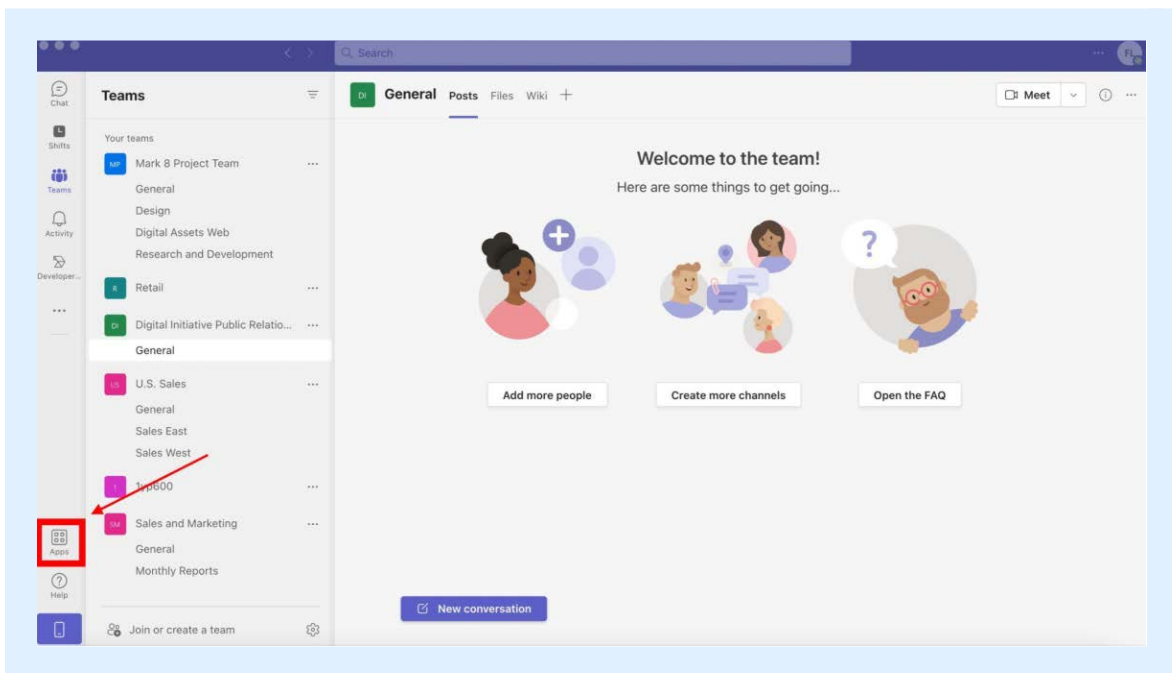 Search
FL
Chat
Shifts
Teams
Activity
Developer...
Apps
Help
Teams
Your teams
MP Mark 8 Project Team
General
Design
Digital Assets Web
Research and Development
R Retail
DI Digital Initiative Public Relatio...
General
US U.S. Sales
General
Sales East
Sales West
1 1yp600
SM Sales and Marketing
General
Monthly Reports
Join or create a team
DI General Posts Files Wiki
Meet
Welcome to the team!
Here are some things to get going...
?
Add more people
Create more channels
Open the FAQ
New conversation